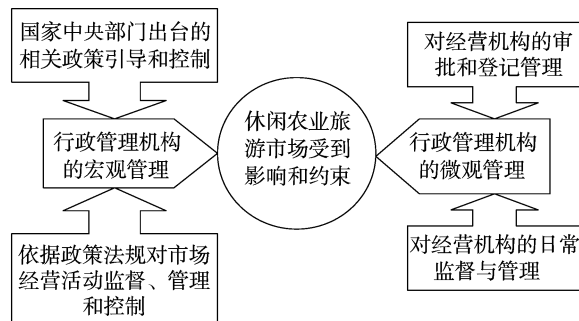 国家中央部门出台的
相关政策引导和控制
行政管理机构
的宏观管理
依据政策法规对市场
经营活动监督、管理
和控制
休闲农业旅
游市场受到
影响和约束
对经营机构的审
批和登记管理
行政管理机构
的微观管理
对经营机构的日常
监督与管理